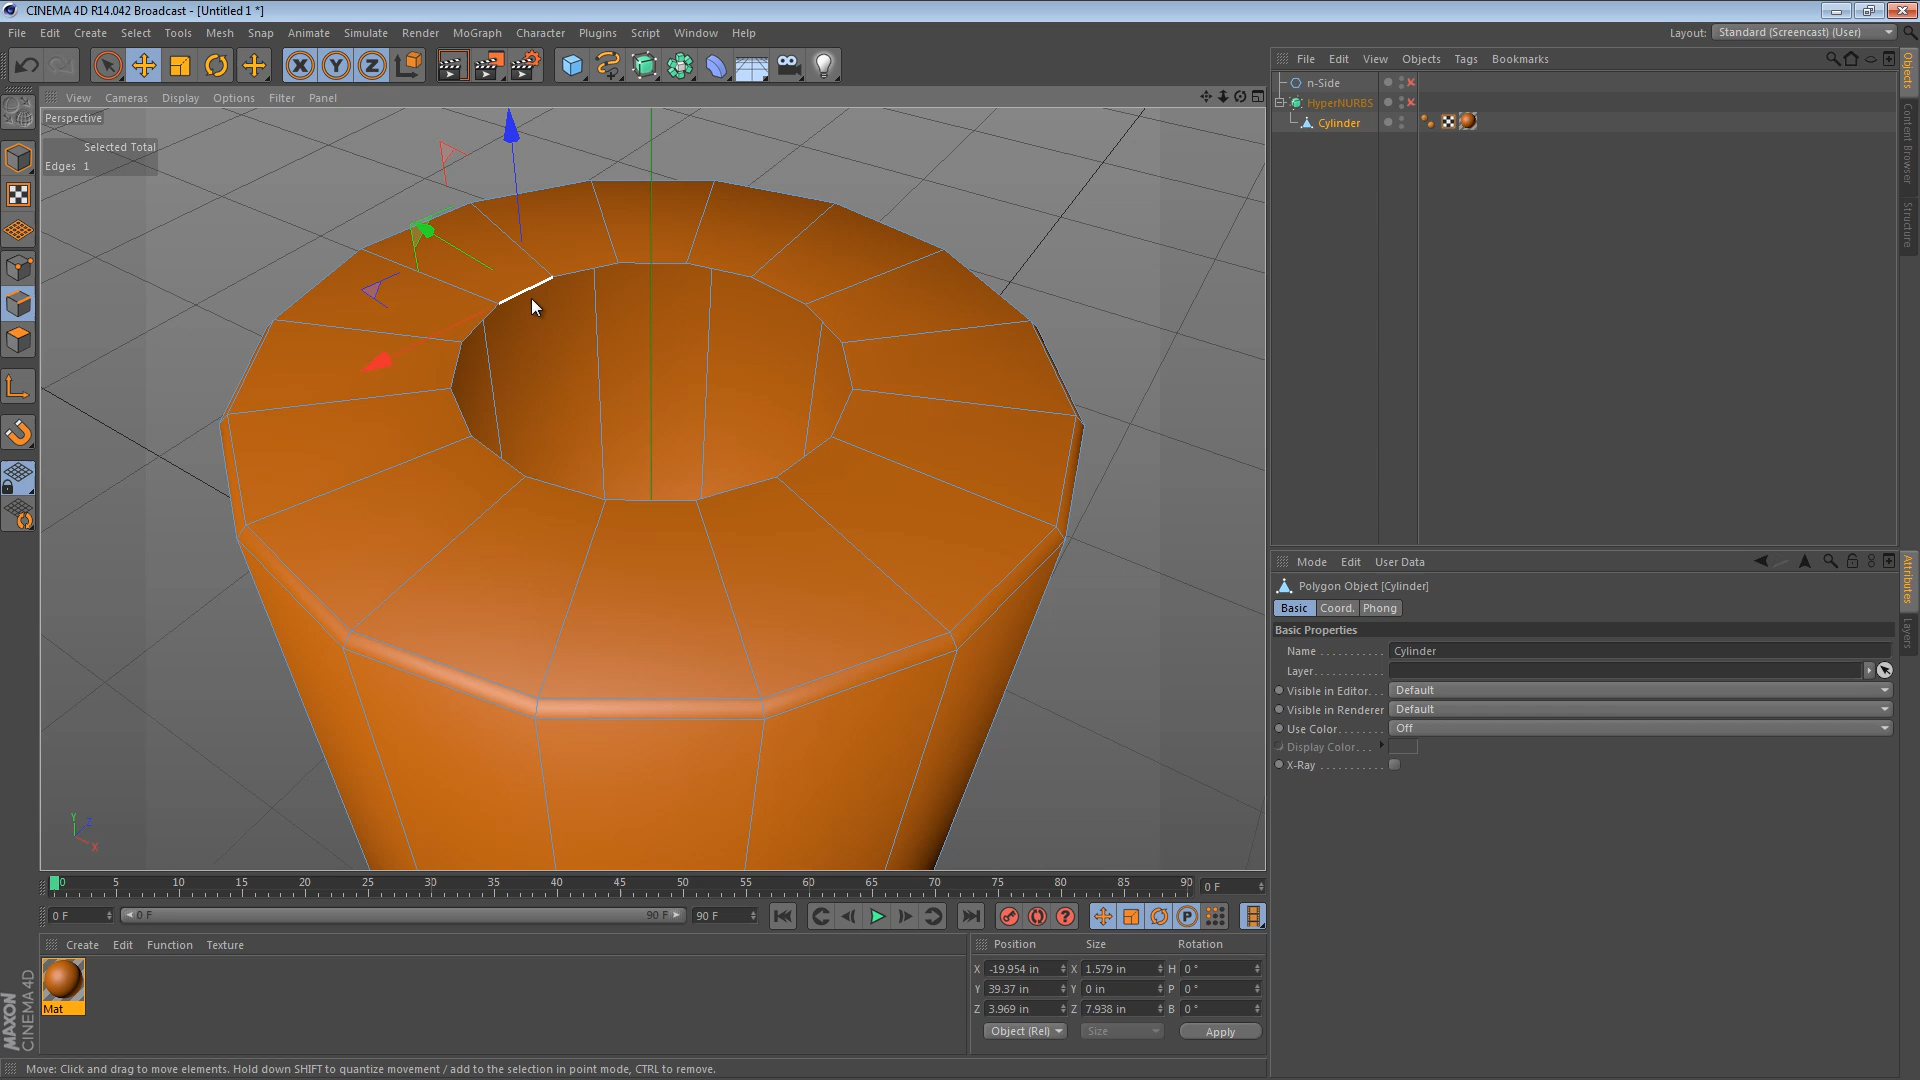 CINEMA 4D R14.042 Broadcast - [Untitled 1 *]
File Edit Create Select Tools Mesh Snap Animate Simulate Render MoGraph Character Plugins Script Window Help
Layout: Standard (Screencast) (User)
View Cameras Display Options Filter Panel
Perspective
Selected Total
Edges 1
Y Z X
File Edit View Objects Tags Bookmarks
n-Side
HyperNURBS
Cylinder
Objects
Content Browser
Structure
Mode Edit User Data
Polygon Object [Cylinder]
Basic Coord. Phong
Basic Properties
Name . . . . . . . . . . . Cylinder
Layer. . . . . . . . . . . .
Visible in Editor. . . Default
Visible in Renderer Default
Use Color. . . . . . . . Off
Display Color. . .
X-Ray . . . . . . . . . . .
Attributes
Layers
0 5 10 15 20 25 30 35 40 45 50 55 60 65 70 75 80 85 90 0 F
0 F 0 F 90 F 90 F
Create Edit Function Texture
Mat
MAXON
CINEMA 4D
Position Size Rotation
X -19.954 in X 1.579 in H 0 °
Y 39.37 in Y 0 in P 0 °
Z 3.969 in Z 7.938 in B 0 °
Object (Rel) Size Apply
Move: Click and drag to move elements. Hold down SHIFT to quantize movement / add to the selection in point mode, CTRL to remove.